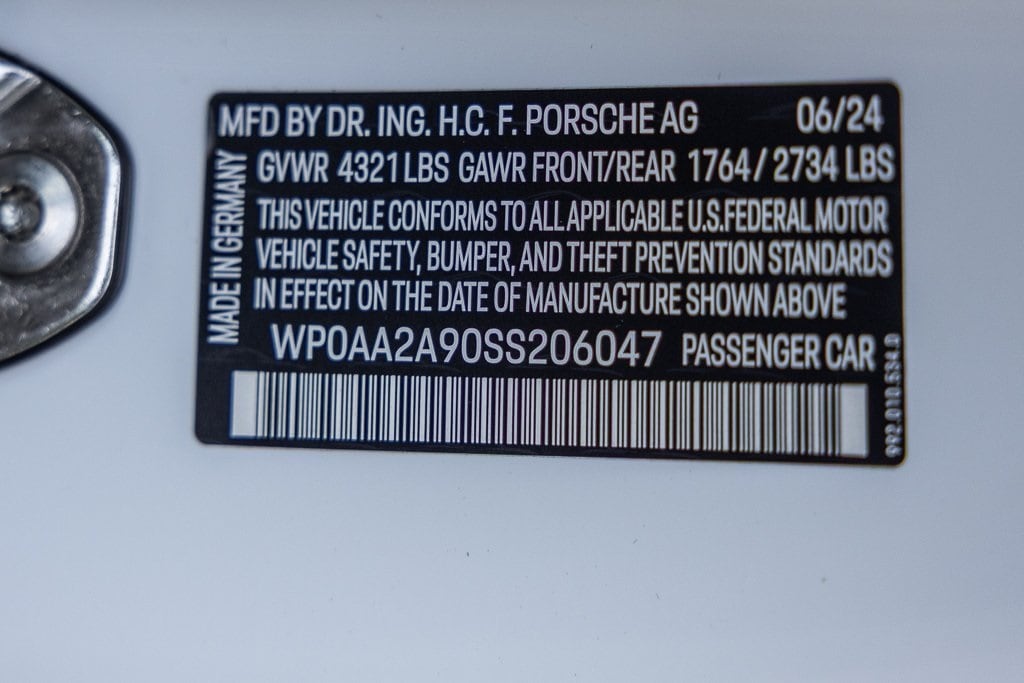 MFD BY DR. ING. H.C. F. PORSCHE AG 06/24
GVWR 4321 LBS GAWR FRONT/REAR 1764 / 2734 LBS
THIS VEHICLE CONFORMS TO ALL APPLICABLE U.S.FEDERAL MOTOR
VEHICLE SAFETY, BUMPER, AND THEFT PREVENTION STANDARDS
IN EFFECT ON THE DATE OF MANUFACTURE SHOWN ABOVE
WP0AA2A90SS206047 PASSENGER CAR
MADE IN GERMANY
992.010.534.D